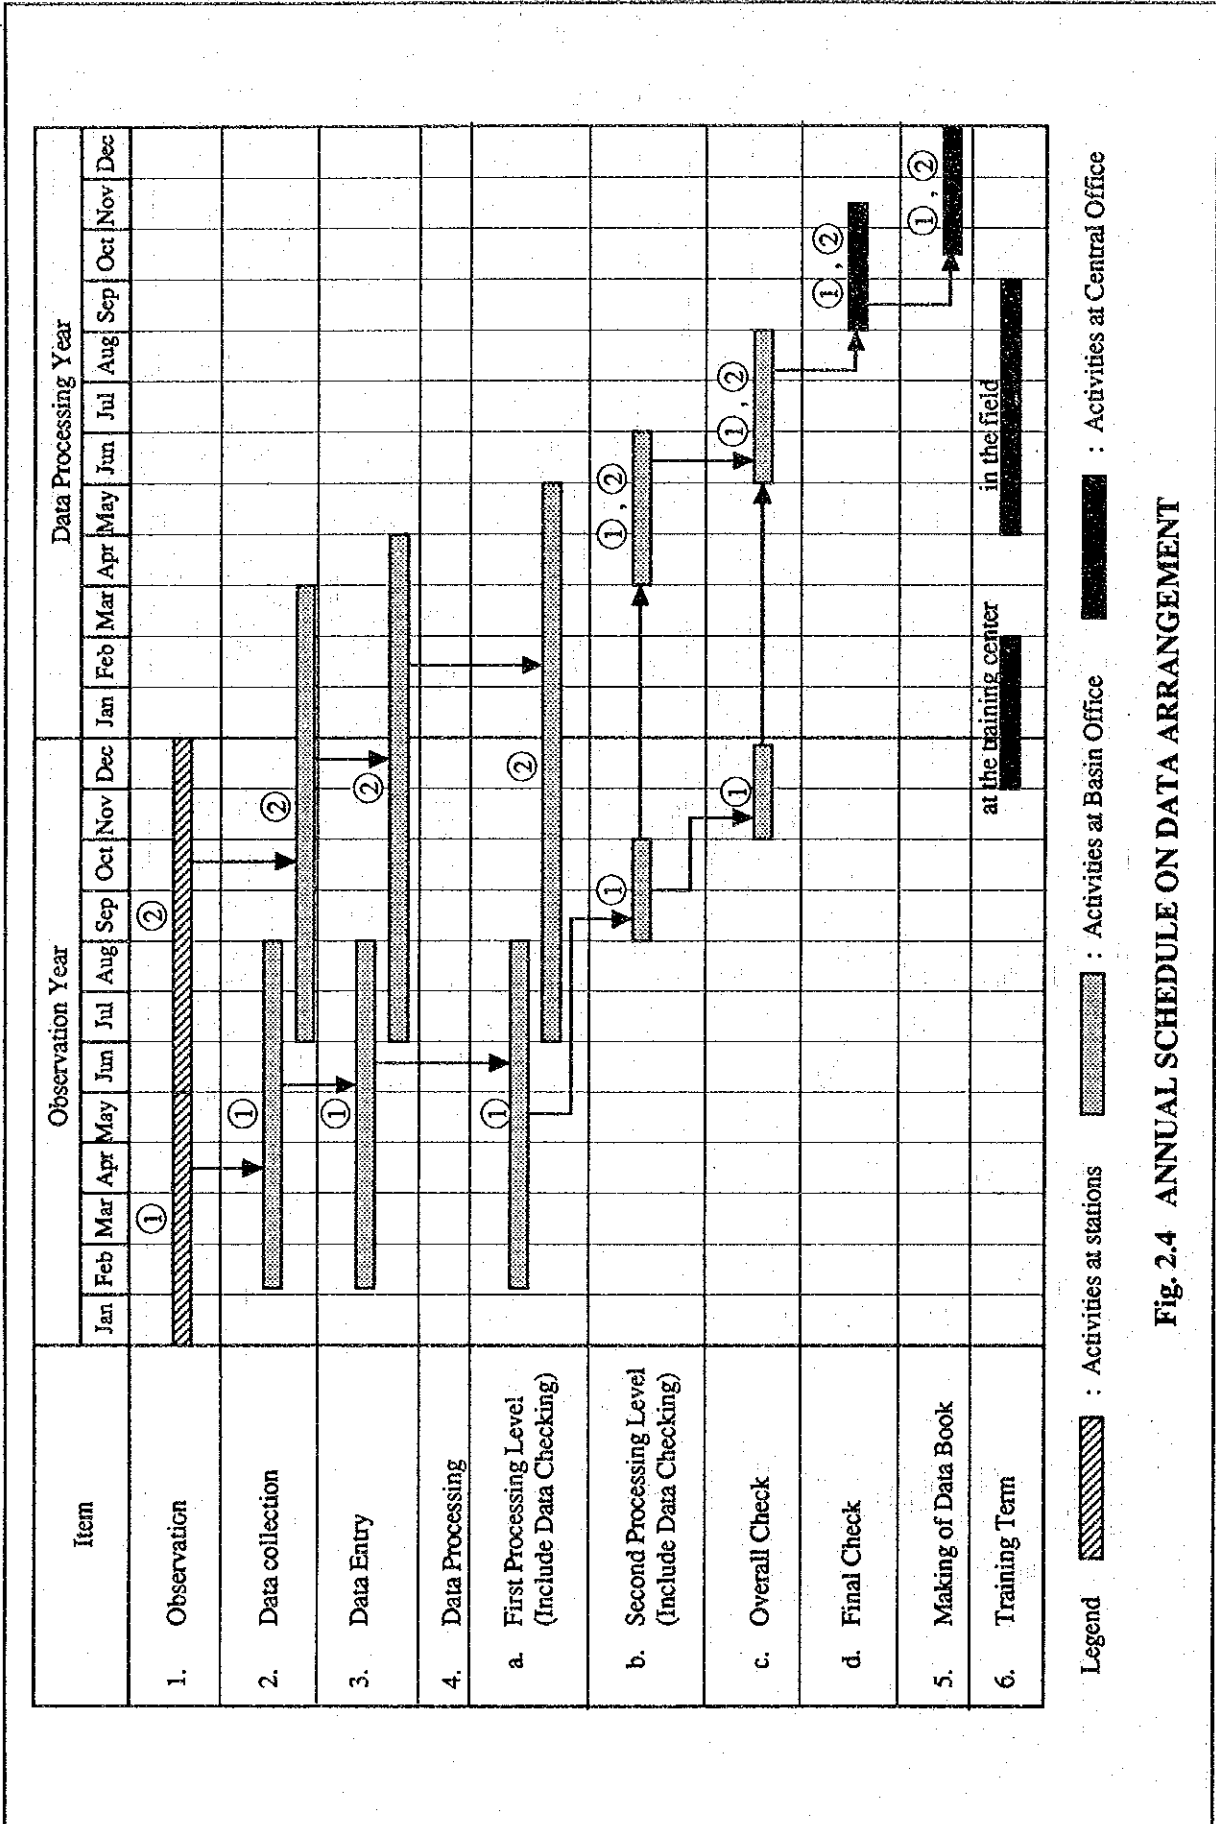 Item
Observation Year
Data Processing Year
Jan Feb Mar Apr May Jun Jul Aug Sep Oct Nov Dec Jan Feb Mar Apr May Jun Jul Aug Sep Oct Nov Dec
1. Observation
① ②
2. Data collection
① ②
3. Data Entry
① ②
4. Data Processing
a. First Processing Level
(Include Data Checking)
① ②
b. Second Processing Level
(Include Data Checking)
① ①, ②
c. Overall Check
① ①, ②
d. Final Check
①, ②
5. Making of Data Book
①, ②
6. Training Term
at the training center in the field
Legend : Activities at stations : Activities at Basin Office : Activities at Central Office
Fig. 2.4 ANNUAL SCHEDULE ON DATA ARRANGEMENT